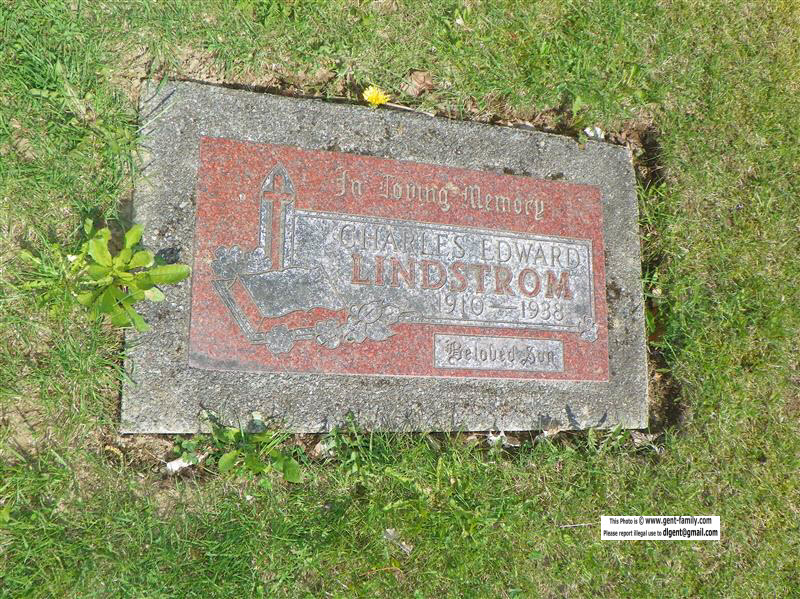 In Loving Memory
CHARLES EDWARD
LINDSTROM
1910 — 1938
Beloved Son
This Photo is © www.gent-family.com
Please report illegal use to dlgent@gmail.com